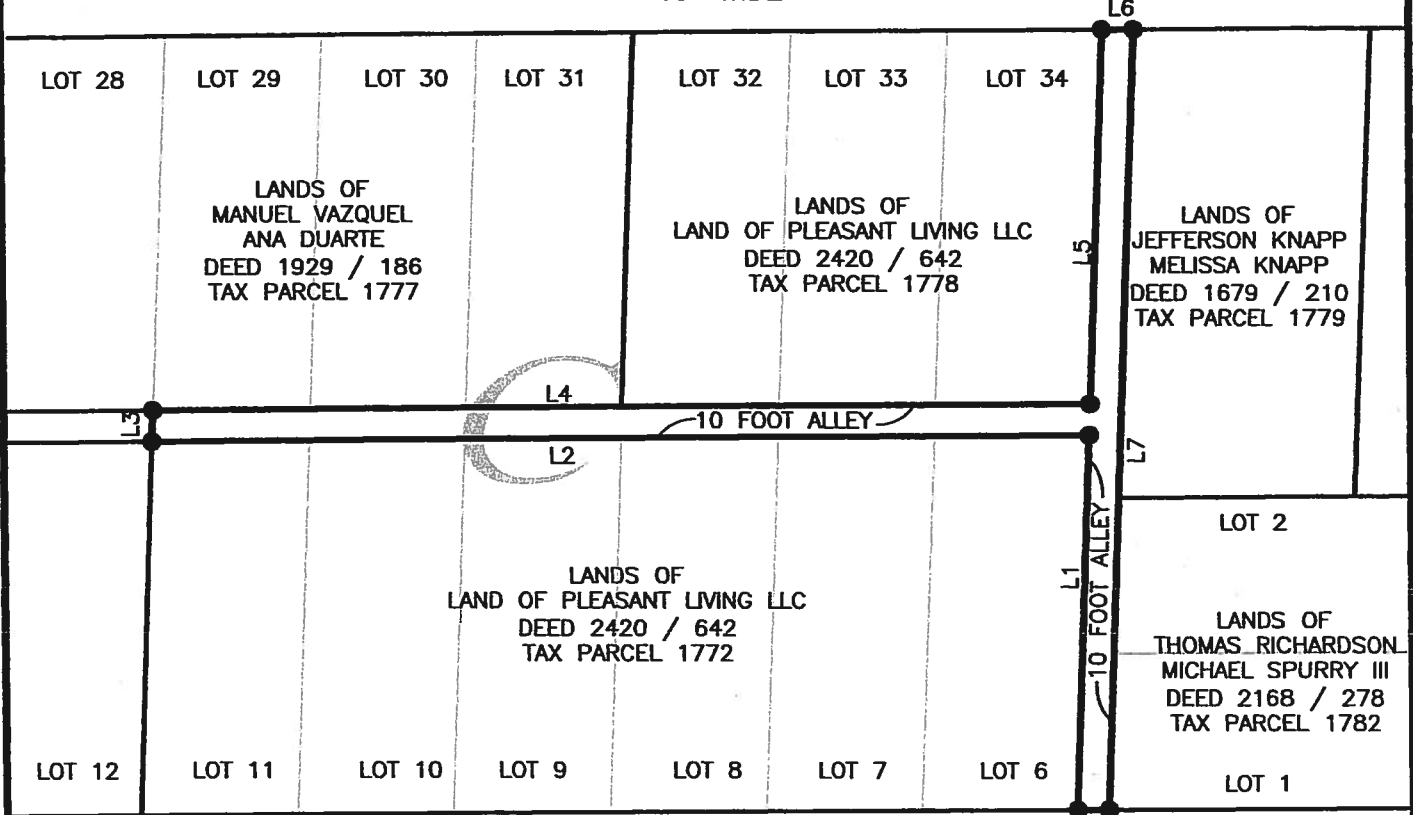 L6
LOT 28
LOT 29
LOT 30
LOT 31
LOT 32
LOT 33
LOT 34
LANDS OF
MANUEL VAZQUEL
ANA DUARTE
DEED 1929 / 186
TAX PARCEL 1777
LANDS OF
LAND OF PLEASANT LIVING LLC
DEED 2420 / 642
TAX PARCEL 1778
L5
LANDS OF
JEFFERSON KNAPP
MELISSA KNAPP
DEED 1679 / 210
TAX PARCEL 1779
L3
L4
10 FOOT ALLEY
L2
L7
LOT 2
L1
10 FOOT ALLEY
LANDS OF
LAND OF PLEASANT LIVING LLC
DEED 2420 / 642
TAX PARCEL 1772
LANDS OF
THOMAS RICHARDSON
MICHAEL SPURRY III
DEED 2168 / 278
TAX PARCEL 1782
LOT 12
LOT 11
LOT 10
LOT 9
LOT 8
LOT 7
LOT 6
LOT 1